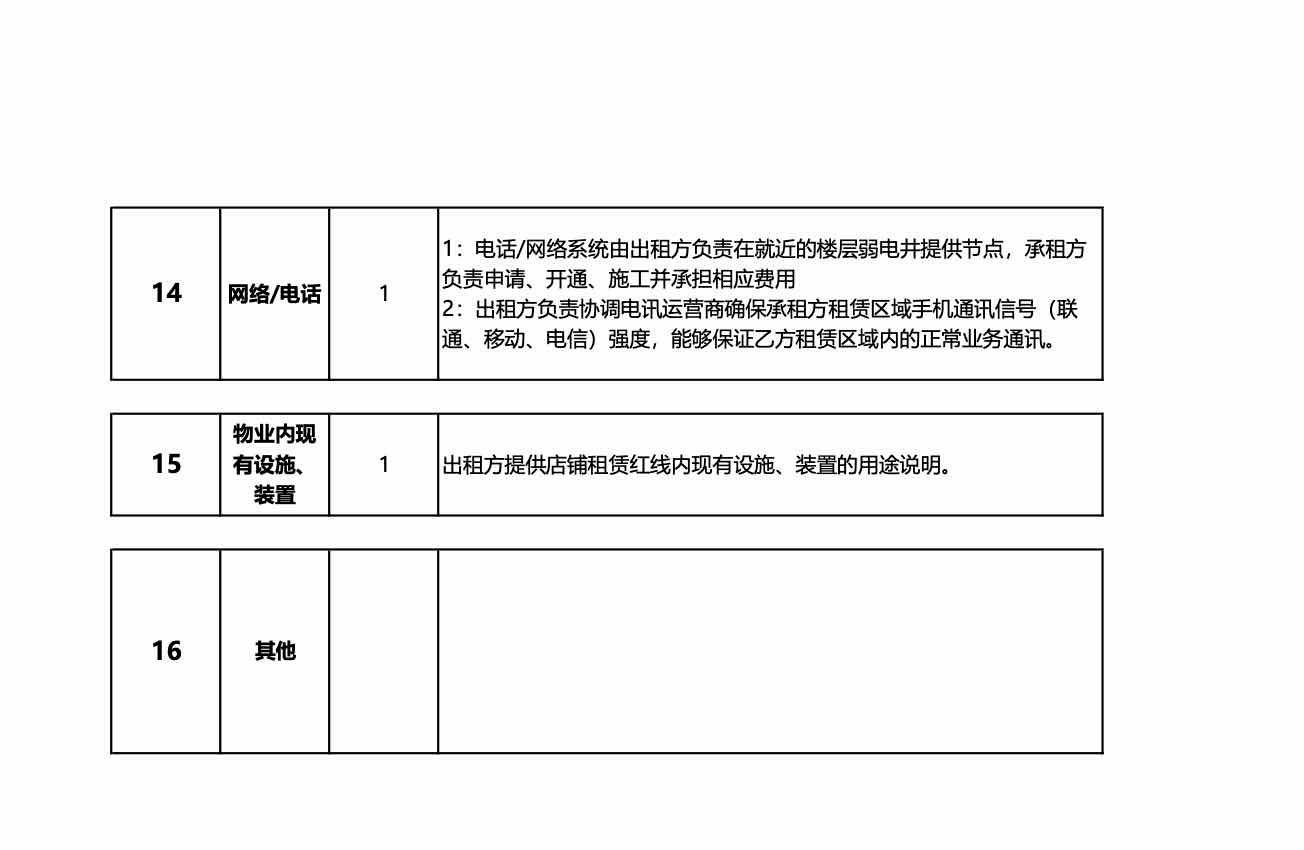 14
网络/电话
1
1：电话/网络系统由出租方负责在就近的楼层弱电井提供节点，承租方
负责申请、开通、施工并承担相应费用
2：出租方负责协调电讯运营商确保承租方租赁区域手机通讯信号（联
通、移动、电信）强度，能够保证乙方租赁区域内的正常业务通讯。
15
物业内现
有设施、
装置
1
出租方提供店铺租赁红线内现有设施、装置的用途说明。
16
其他